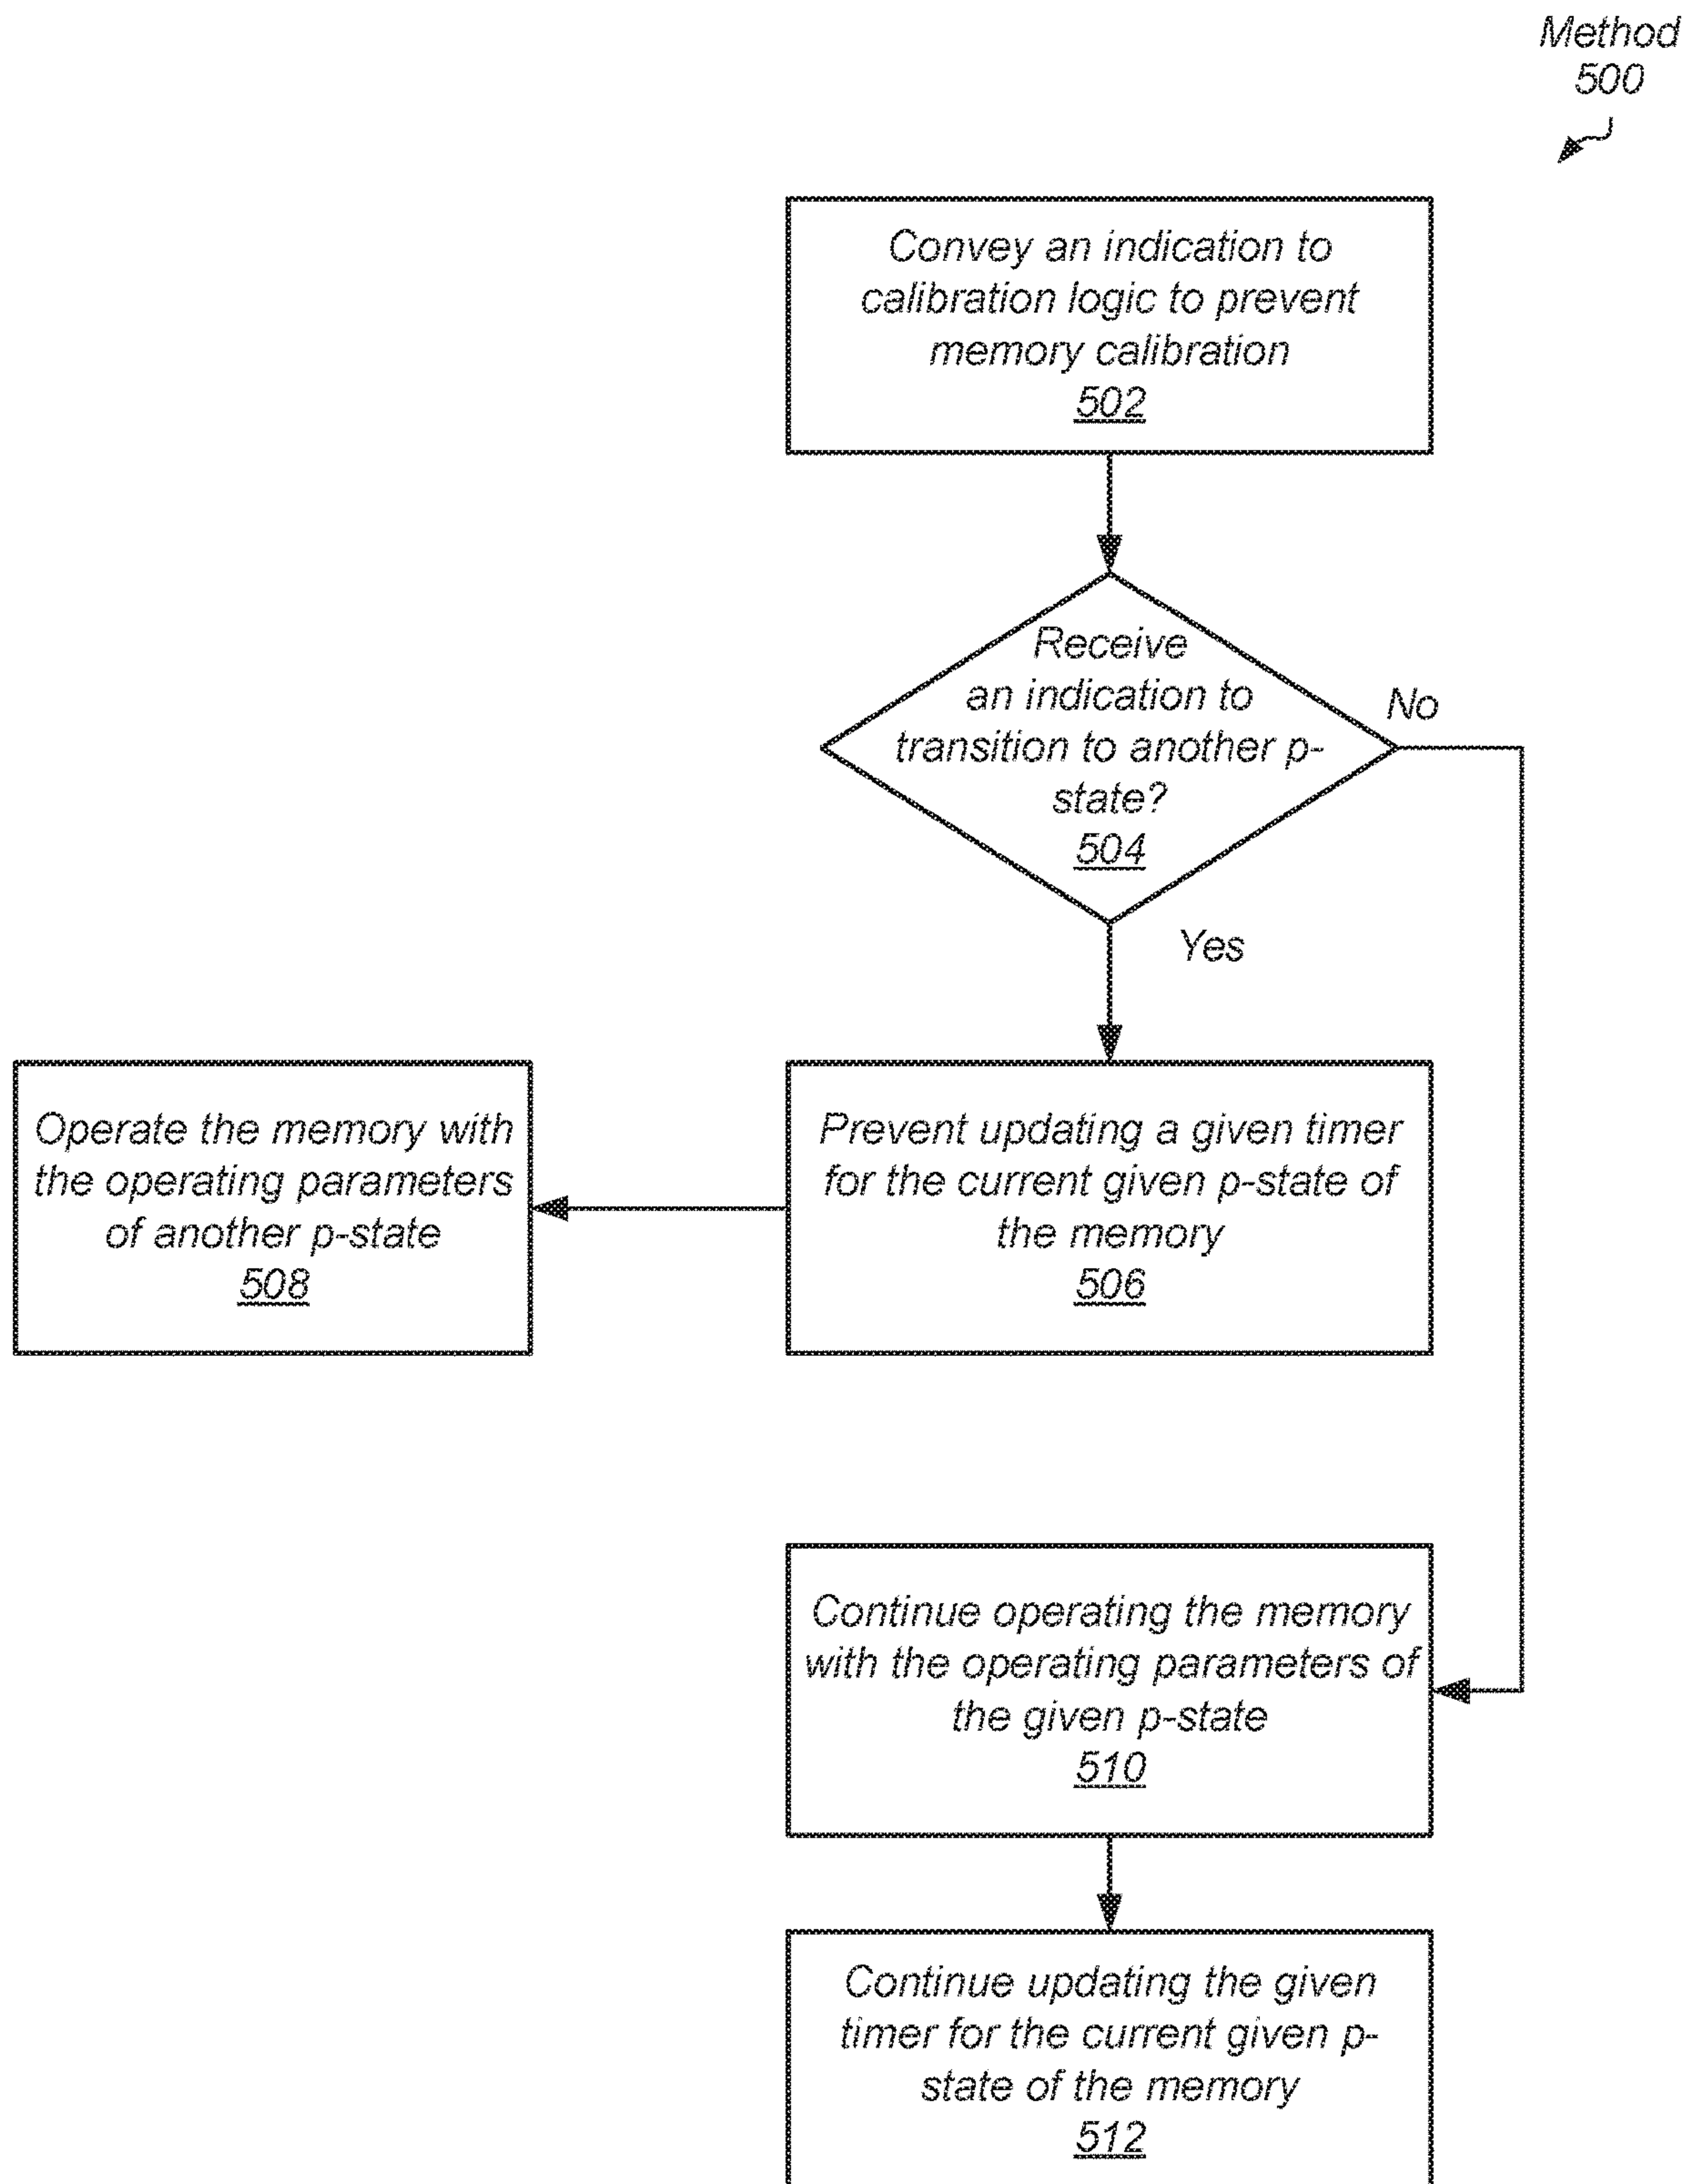 Method
500
Convey an indication to
calibration logic to prevent
memory calibration
502
Receive
an indication to
transition to another p-
state?
504
No
Yes
Operate the memory with
the operating parameters
of another p-state
508
Prevent updating a given timer
for the current given p-state of
the memory
506
Continue operating the memory
with the operating parameters of
the given p-state
510
Continue updating the given
timer for the current given p-
state of the memory
512